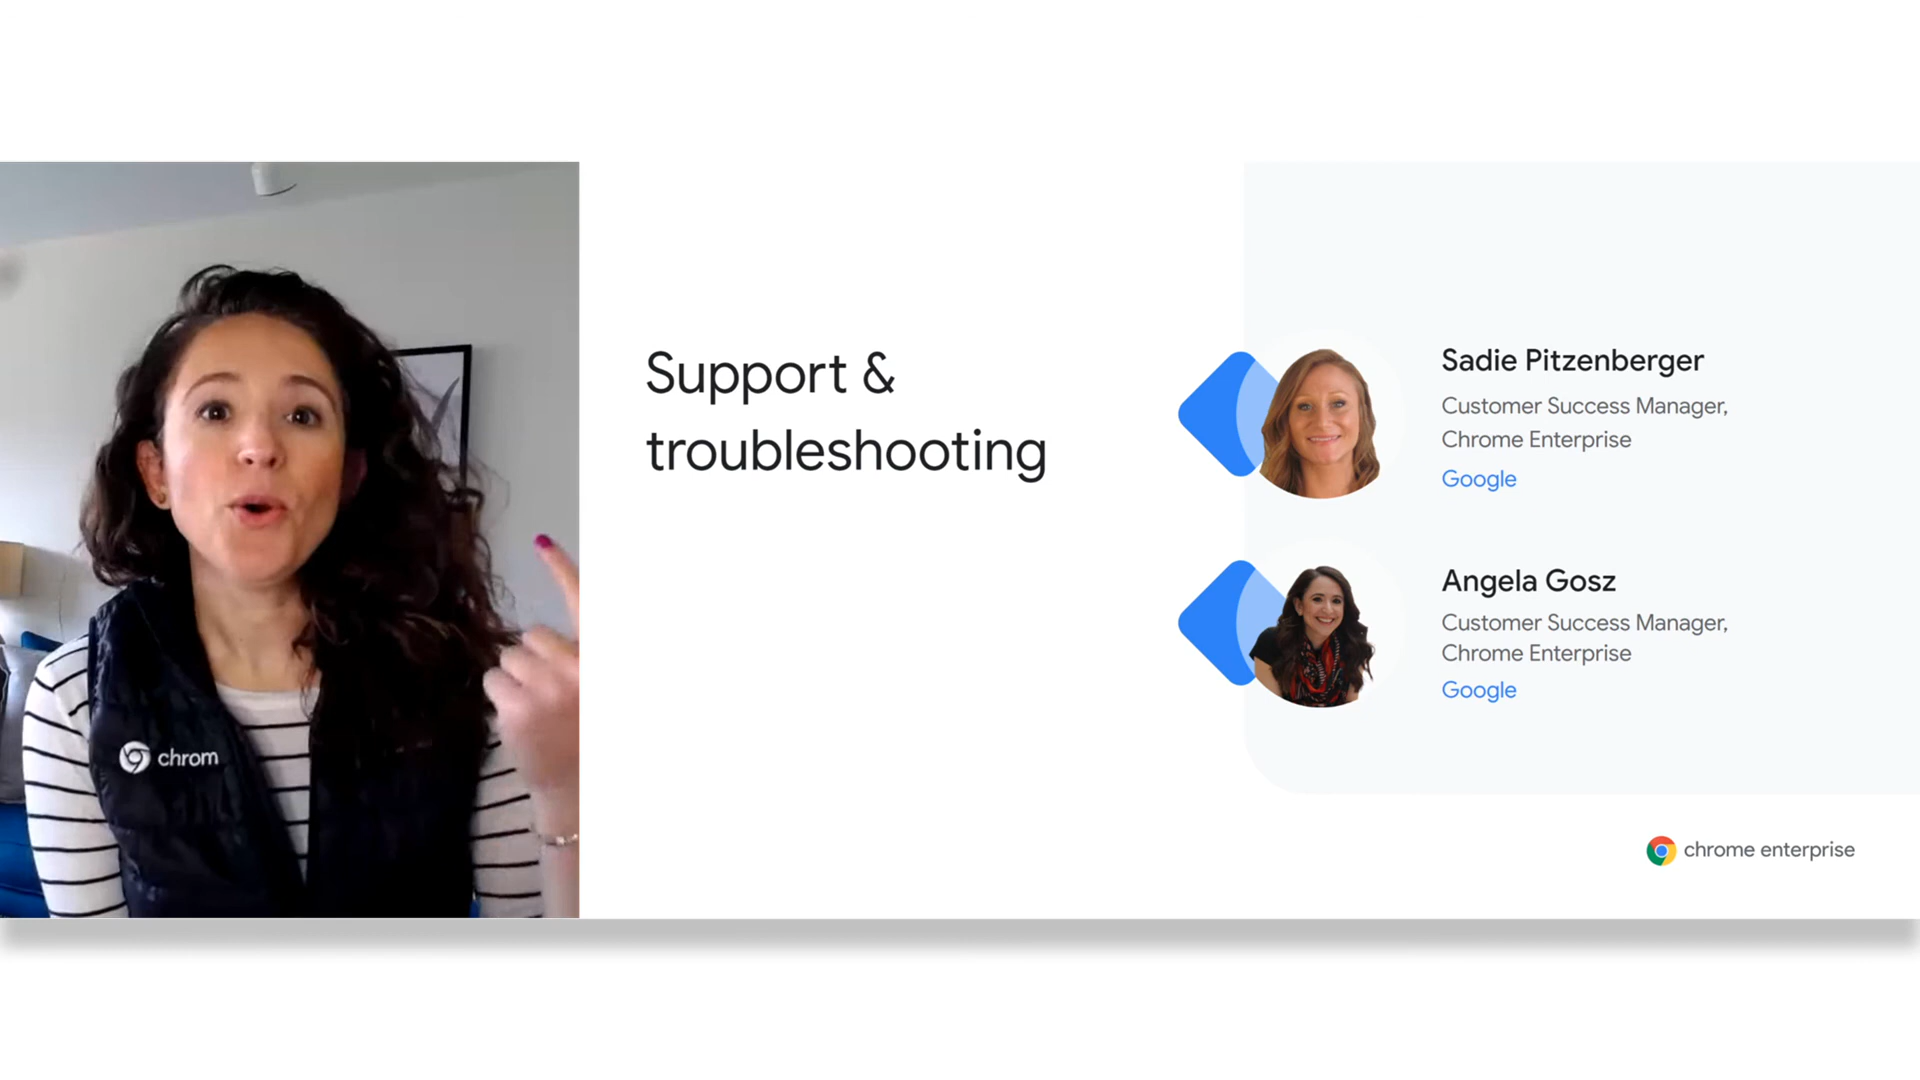 Support &
troubleshooting
Sadie Pitzenberger
Customer Success Manager,
Chrome Enterprise
Google
Angela Gosz
Customer Success Manager,
Chrome Enterprise
Google
chrom
chrome enterprise